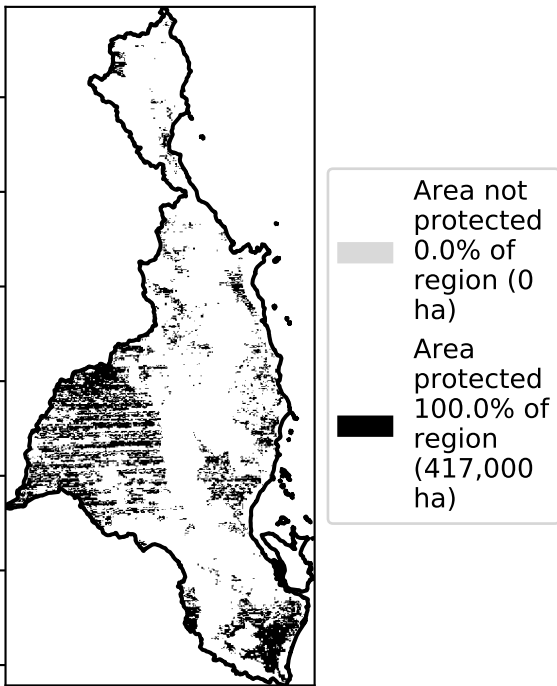 Area not
protected
0.0% of
region (0
ha)
Area
protected
100.0% of
region
(417,000
ha)